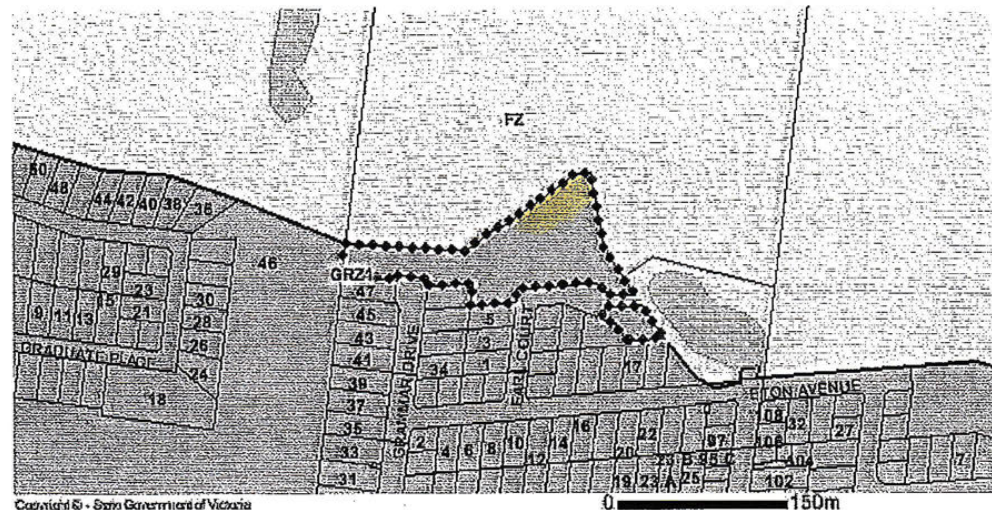 FZ
50
48
44 42 40 38 36
46
GRZ1
29
23
15
21
9 11 13
30
28
26
24
GRADUATE PLACE
18
47
45
43
41
39
37
35
33
31
GRAMMAR DRIVE
34
5
3
1
EARL COURT
17
ETON AVENUE
2 4 6 8 10 12 14 16
20 22
19 23 A 25
23 B 95 C
97
108 32 27
106
104
102
7
Copyright © - State Government of Victoria
0 150m